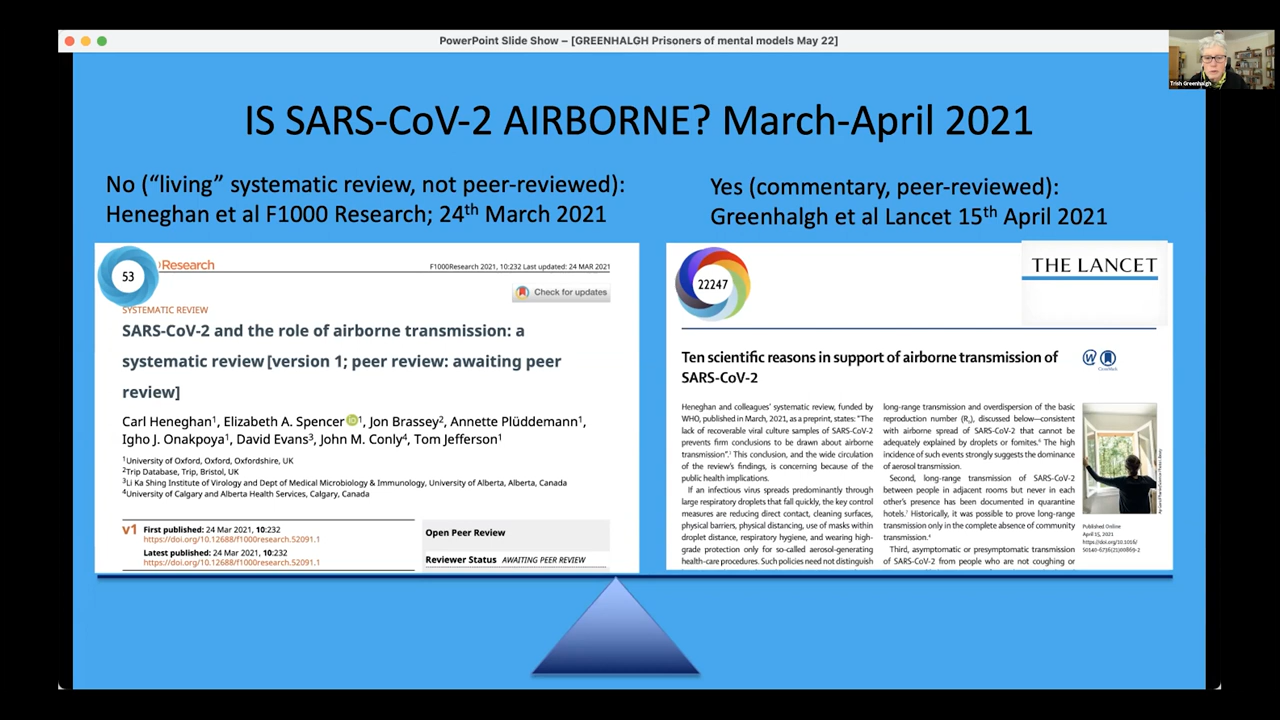 PowerPoint Slide Show – [GREENHALGH Prisoners of mental models May 22]
Trish Greenhalgh
IS SARS-CoV-2 AIRBORNE? March-April 2021
No (“living” systematic review, not peer-reviewed):
Heneghan et al F1000 Research; 24th March 2021
53
Research
F1000Research 2021, 10:232 Last updated: 24 MAR 2021
Check for updates
SYSTEMATIC REVIEW
SARS-CoV-2 and the role of airborne transmission: a
systematic review [version 1; peer review: awaiting peer
review]
Carl Heneghan1, Elizabeth A. Spencer iD 1, Jon Brassey2, Annette Plüddemann1,
Igho J. Onakpoya1, David Evans3, John M. Conly4, Tom Jefferson1
1University of Oxford, Oxford, Oxfordshire, UK
2Trip Database, Trip, Bristol, UK
3Li Ka Shing Institute of Virology and Dept of Medical Microbiology & Immunology, University of Alberta, Alberta, Canada
4University of Calgary and Alberta Health Services, Calgary, Canada
v1 First published: 24 Mar 2021, 10:232
https://doi.org/10.12688/f1000research.52091.1
Latest published: 24 Mar 2021, 10:232
https://doi.org/10.12688/f1000research.52091.1
Open Peer Review
Reviewer Status AWAITING PEER REVIEW
Yes (commentary, peer-reviewed):
Greenhalgh et al Lancet 15th April 2021
22247
THE LANCET
Ten scientific reasons in support of airborne transmission of
SARS-CoV-2
Heneghan and colleagues’ systematic review, funded by
WHO, published in March, 2021, as a preprint, states: “The
lack of recoverable viral culture samples of SARS-CoV-2
prevents firm conclusions to be drawn about airborne
transmission”.1 This conclusion, and the wide circulation
of the review’s findings, is concerning because of the
public health implications.
If an infectious virus spreads predominantly through
large respiratory droplets that fall quickly, the key control
measures are reducing direct contact, cleaning surfaces,
physical barriers, physical distancing, use of masks within
droplet distance, respiratory hygiene, and wearing high-
grade protection only for so-called aerosol-generating
health-care procedures. Such policies need not distinguish
long-range transmission and overdispersion of the basic
reproduction number (R0), discussed below—consistent
with airborne spread of SARS-CoV-2 that cannot be
adequately explained by droplets or fomites.6 The high
incidence of such events strongly suggests the dominance
of aerosol transmission.
Second, long-range transmission of SARS-CoV-2
between people in adjacent rooms but never in each
other’s presence has been documented in quarantine
hotels.7 Historically, it was possible to prove long-range
transmission only in the complete absence of community
transmission.4
Third, asymptomatic or presymptomatic transmission
of SARS-CoV-2 from people who are not coughing or
CrossMark
Published Online
April 15, 2021
https://doi.org/10.1016/
S0140-6736(21)00869-2